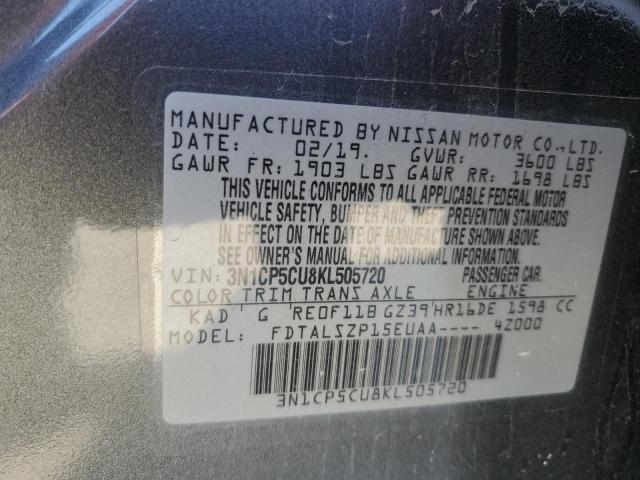 MANUFACTURED BY NISSAN MOTOR CO.,LTD.
DATE: 02/19. GVWR: 3600 LBS
GAWR FR: 1903 LBS GAWR RR: 1698 LBS
THIS VEHICLE CONFORMS TO ALL APPLICABLE FEDERAL MOTOR
VEHICLE SAFETY, BUMPER AND THEFT PREVENTION STANDARDS
IN EFFECT ON THE DATE OF MANUFACTURE SHOWN ABOVE.
SEE OWNER'S MANUAL FOR ADDITIONAL INFORMATION.
VIN: 3N1CP5CU8KL505720 PASSENGER CAR.
COLOR TRIM TRANS AXLE ENGINE
KAD G RE0F11B GZ39 HR16DE 1598 CC
MODEL: FDTALSZP15EUAA---- 4Z000
3N1CP5CU8KL505720